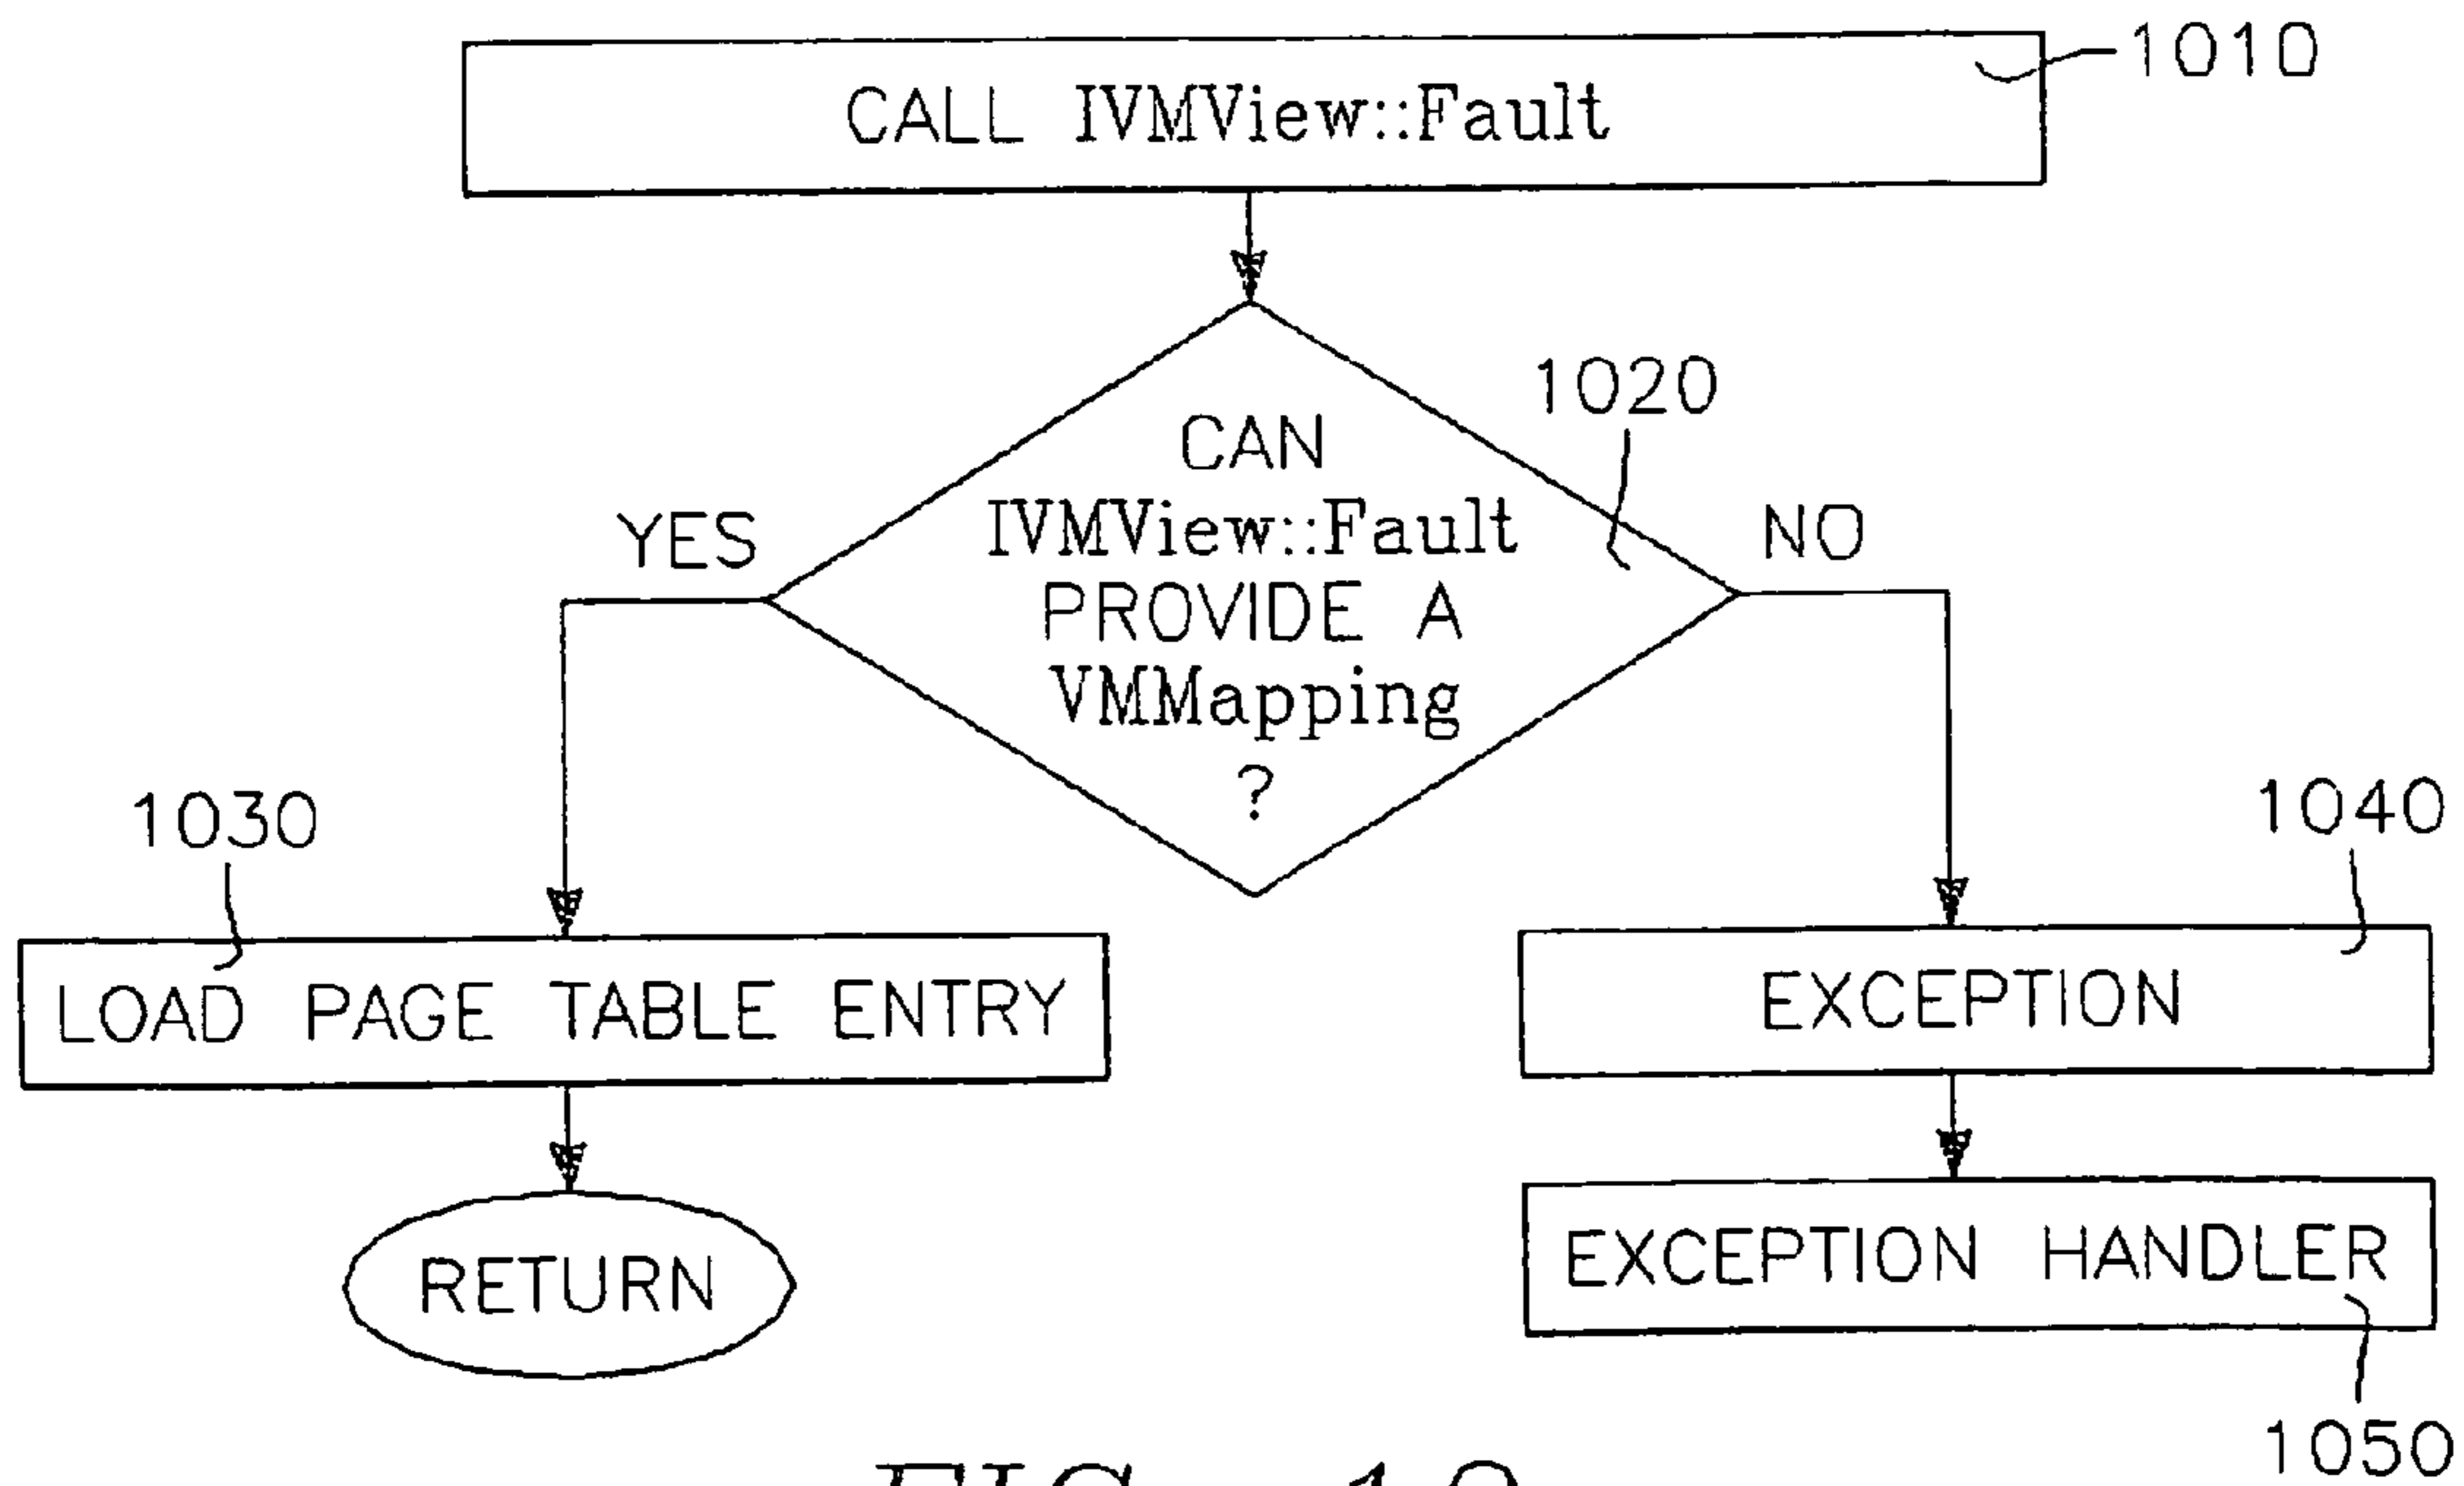 1010
CALL IVMView::Fault
1020
CAN
IVMView::Fault
PROVIDE A
VMMapping
?
YES
NO
1030
1040
LOAD PAGE TABLE ENTRY
EXCEPTION
RETURN
EXCEPTION HANDLER
1050